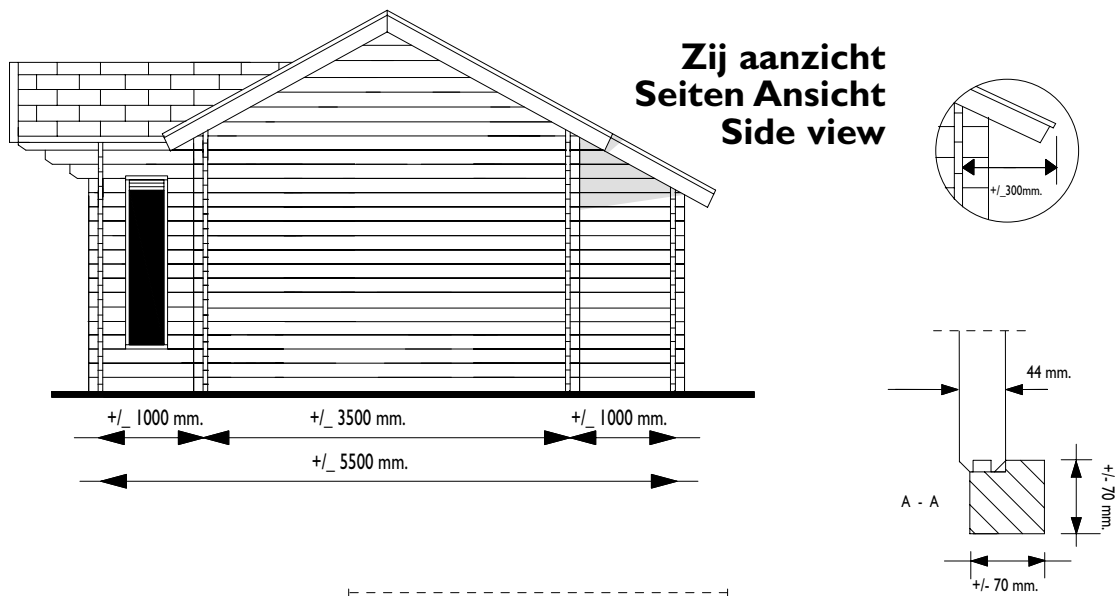 Zij aanzicht
Seiten Ansicht
Side view
+/_300mm.
44 mm.
+/_ 1000 mm.
+/_ 3500 mm.
+/_ 1000 mm.
+/_ 5500 mm.
A - A
+/- 70 mm.
+/- 70 mm.